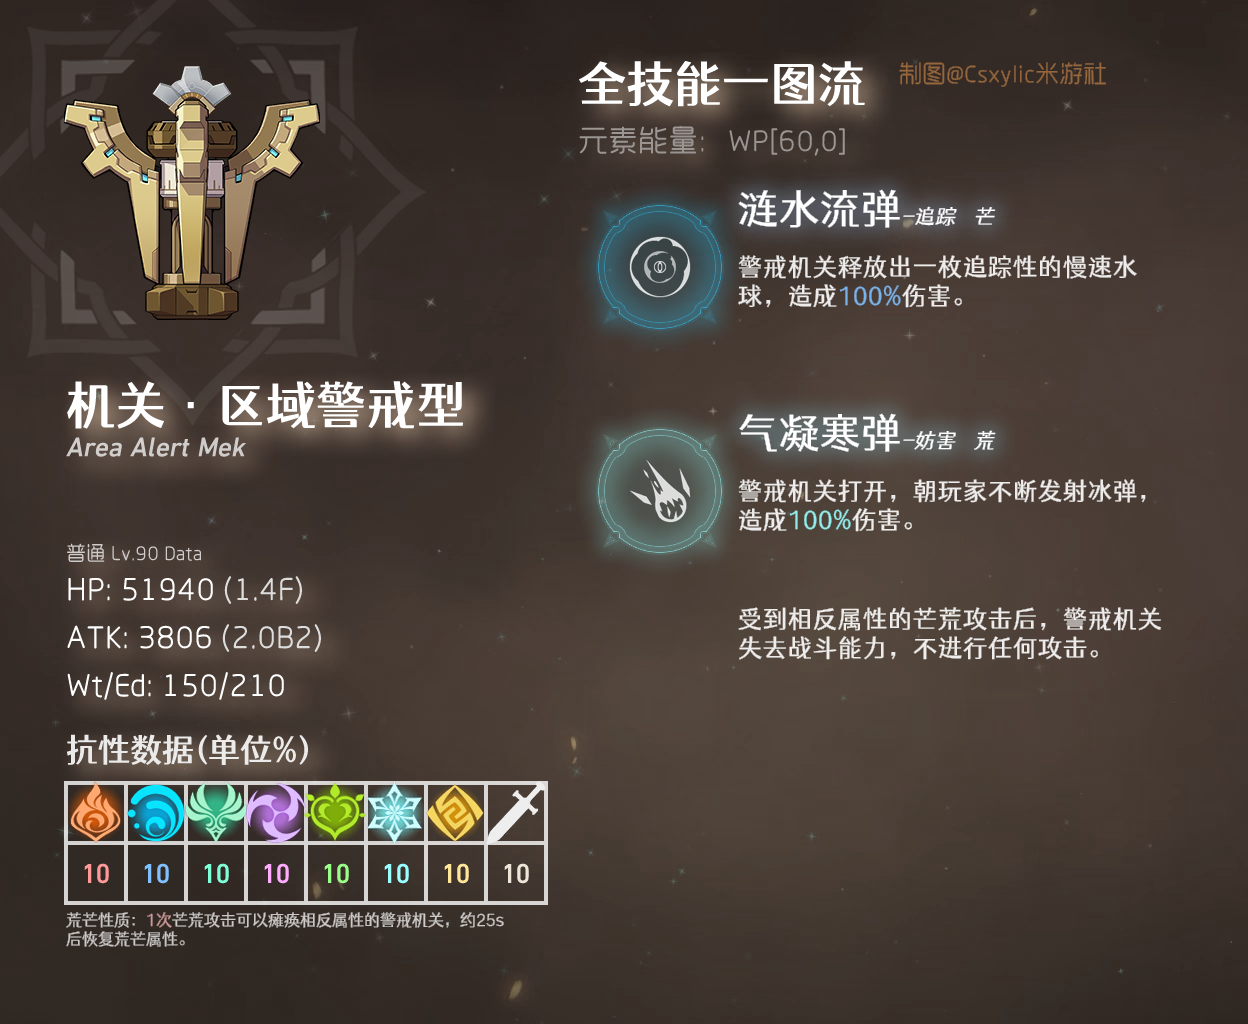 全技能一图流
制图@Csxylic米游社
元素能量： WP[60,0]
涟水流弹-追踪 芒
警戒机关释放出一枚追踪性的慢速水
球，造成100%伤害。
气凝寒弹-妨害 荒
警戒机关打开，朝玩家不断发射冰弹，
造成100%伤害。
受到相反属性的芒荒攻击后，警戒机关
失去战斗能力，不进行任何攻击。
机关·区域警戒型
Area Alert Mek
普通 Lv.90 Data
HP: 51940 (1.4F)
ATK: 3806 (2.0B2)
Wt/Ed: 150/210
抗性数据(单位%)
10 10 10 10 10 10 10 10
荒芒性质：1次芒荒攻击可以瘫痪相反属性的警戒机关，约25s
后恢复荒芒属性。